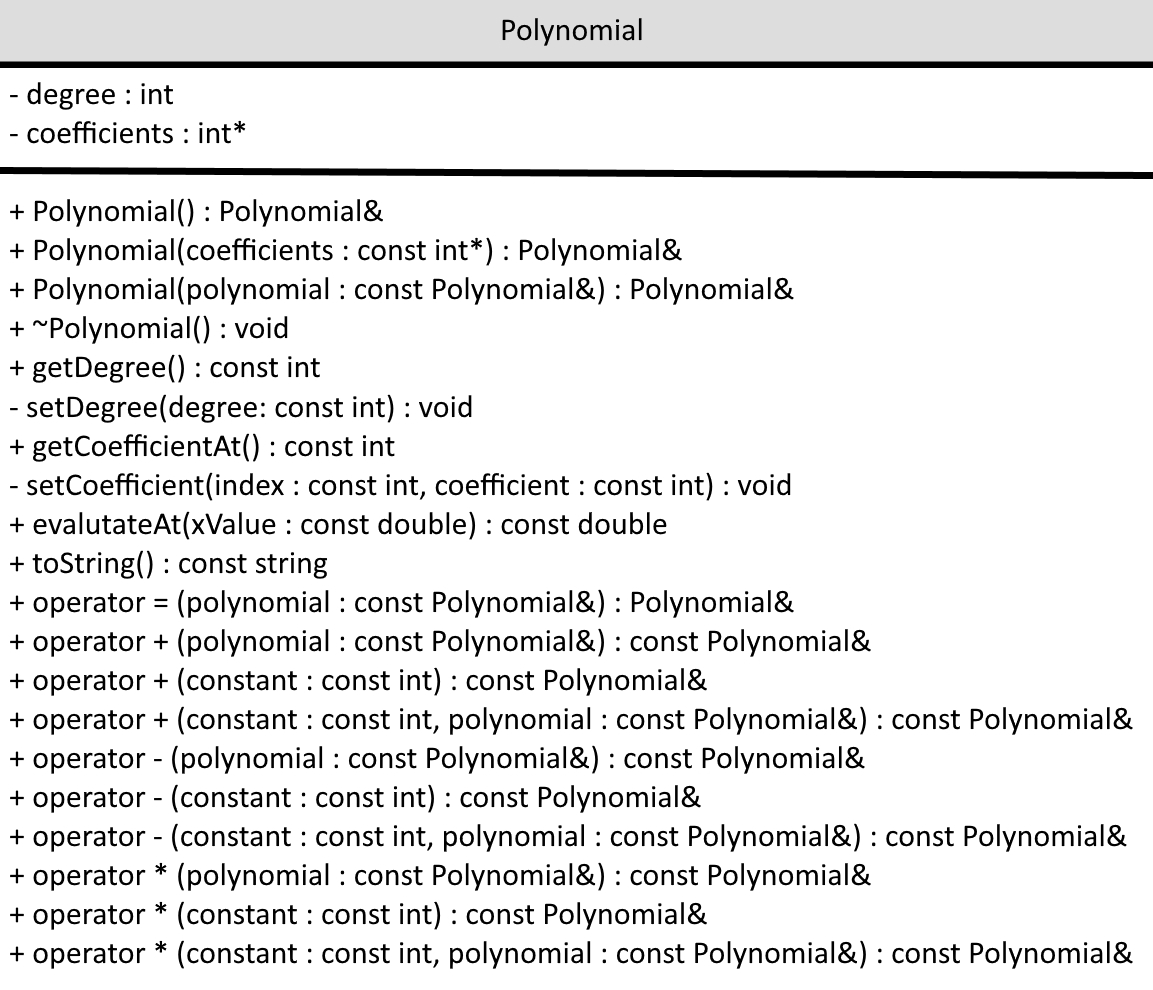 Polynomial
- degree : int
- coefficients : int*
+ Polynomial() : Polynomial&
+ Polynomial(coefficients : const int*) : Polynomial&
+ Polynomial(polynomial : const Polynomial&) : Polynomial&
+ ~Polynomial() : void
+ getDegree() : const int
- setDegree(degree: const int) : void
+ getCoefficientAt() : const int
- setCoefficient(index : const int, coefficient : const int) : void
+ evalutateAt(xValue : const double) : const double
+ toString() : const string
+ operator = (polynomial : const Polynomial&) : Polynomial&
+ operator + (polynomial : const Polynomial&) : const Polynomial&
+ operator + (constant : const int) : const Polynomial&
+ operator + (constant : const int, polynomial : const Polynomial&) : const Polynomial&
+ operator - (polynomial : const Polynomial&) : const Polynomial&
+ operator - (constant : const int) : const Polynomial&
+ operator - (constant : const int, polynomial : const Polynomial&) : const Polynomial&
+ operator * (polynomial : const Polynomial&) : const Polynomial&
+ operator * (constant : const int) : const Polynomial&
+ operator * (constant : const int, polynomial : const Polynomial&) : const Polynomial&